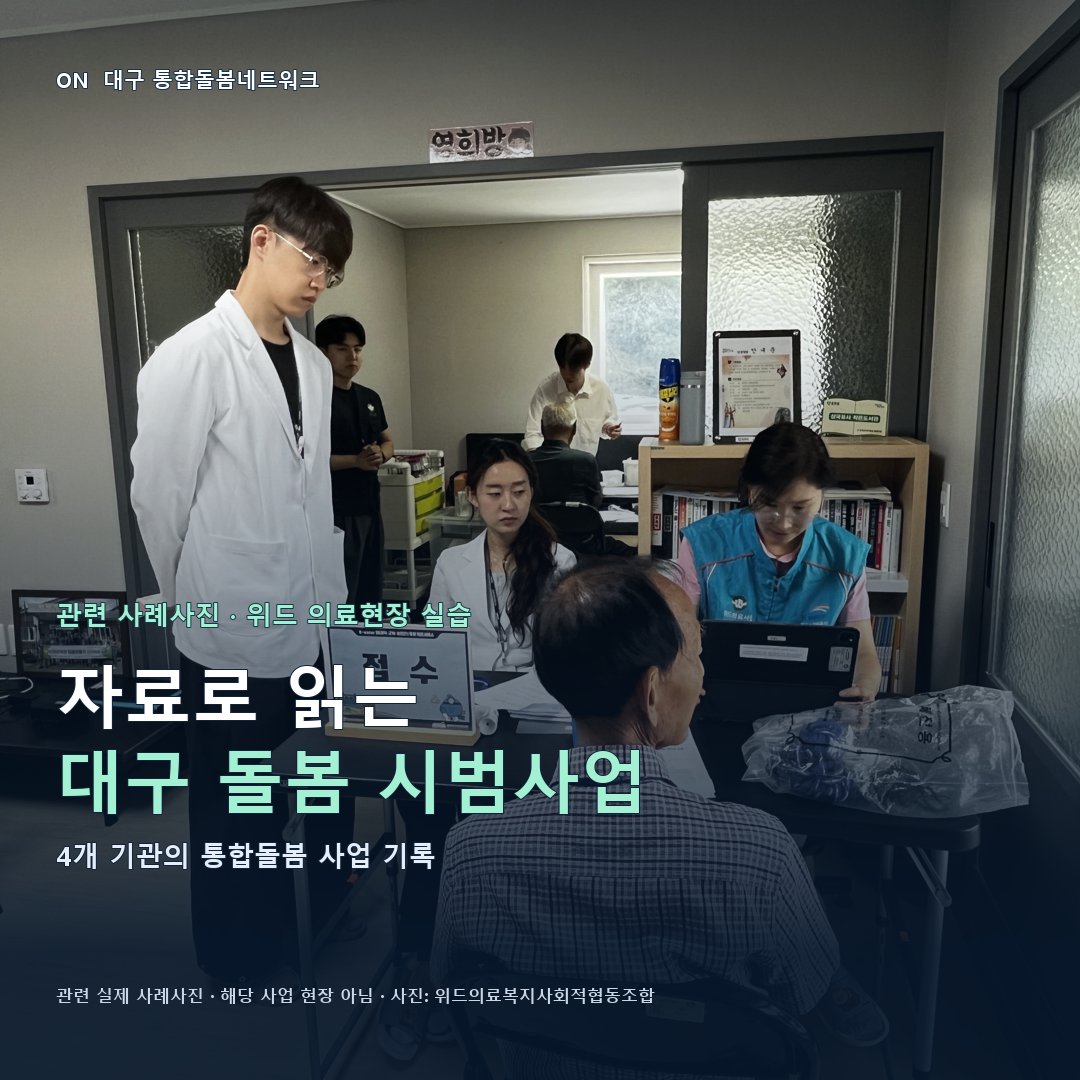 ON 대구 통합돌봄네트워크
영희방
관련 사례사진 · 위드 의료현장 실습
접수
자료로 읽는
대구 돌봄 시범사업
4개 기관의 통합돌봄 사업 기록
관련 실제 사례사진 · 해당 사업 현장 아님 · 사진: 위드의료복지사회적협동조합